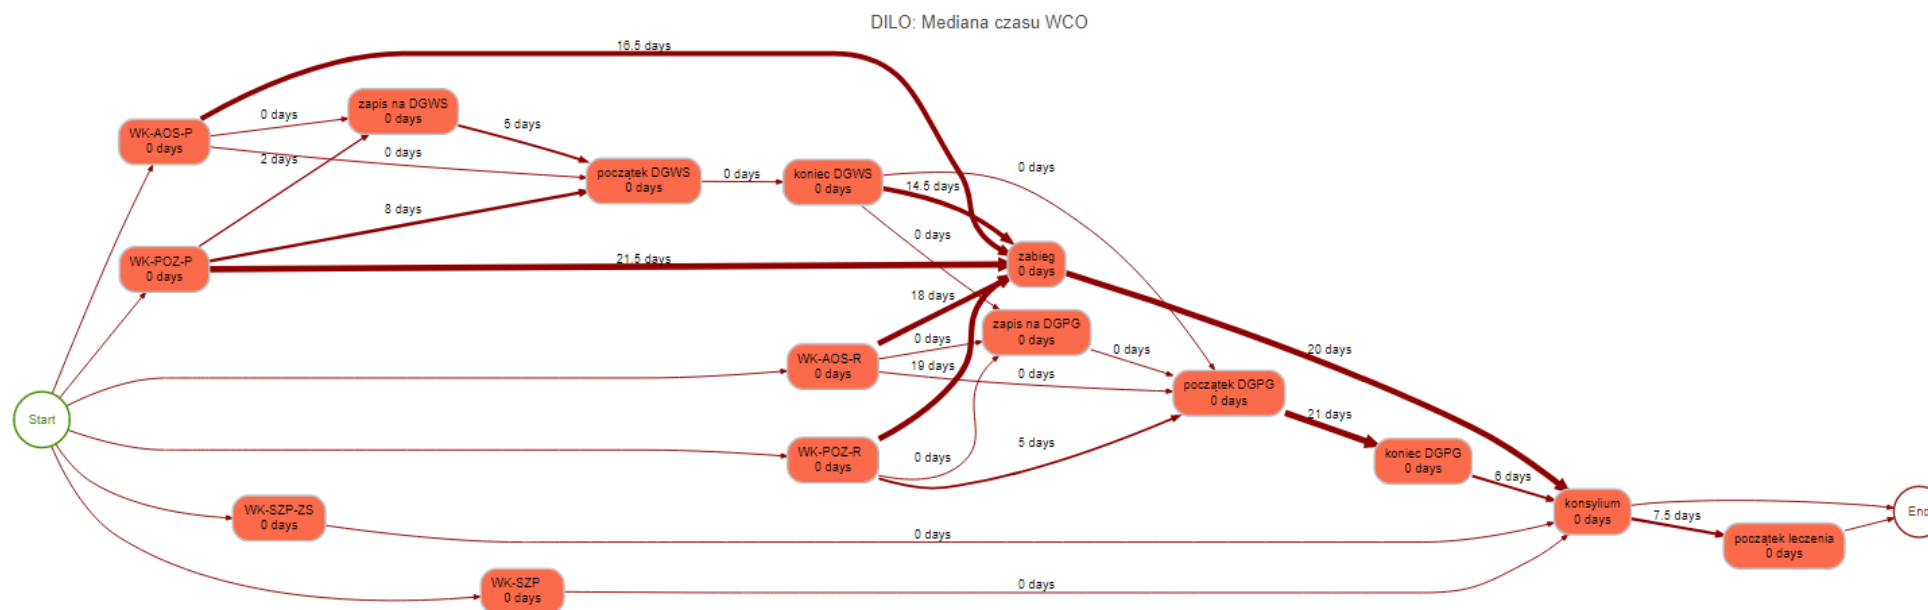 DILO: Mediana czasu WCO
16.5 days
zapis na DGWS
0 days
0 days
5 days
WK-AOS-P
0 days
0 days
2 days
początek DGWS
0 days
0 days
koniec DGWS
0 days
0 days
14.5 days
8 days
0 days
WK-POZ-P
0 days
21.5 days
zabieg
0 days
18 days
zapis na DGPG
0 days
0 days
0 days
WK-AOS-R
0 days
19 days
0 days
początek DGPG
0 days
20 days
21 days
Start
WK-POZ-R
0 days
0 days
5 days
koniec DGPG
0 days
6 days
WK-SZP-ZS
0 days
0 days
konsylium
0 days
7.5 days
początek leczenia
0 days
End
WK-SZP
0 days
0 days